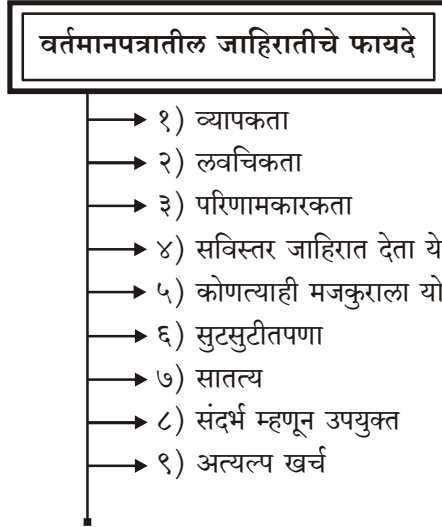 वर्तमानपत्रातील जाहिरातीचे फायदे
१) व्यापकता
२) लवचिकता
३) परिणामकारकता
४) सविस्तर जाहिरात देता ये
५) कोणत्याही मजकुराला यो
६) सुटसुटीतपणा
७) सातत्य
८) संदर्भ म्हणून उपयुक्त
९) अत्यल्प खर्च